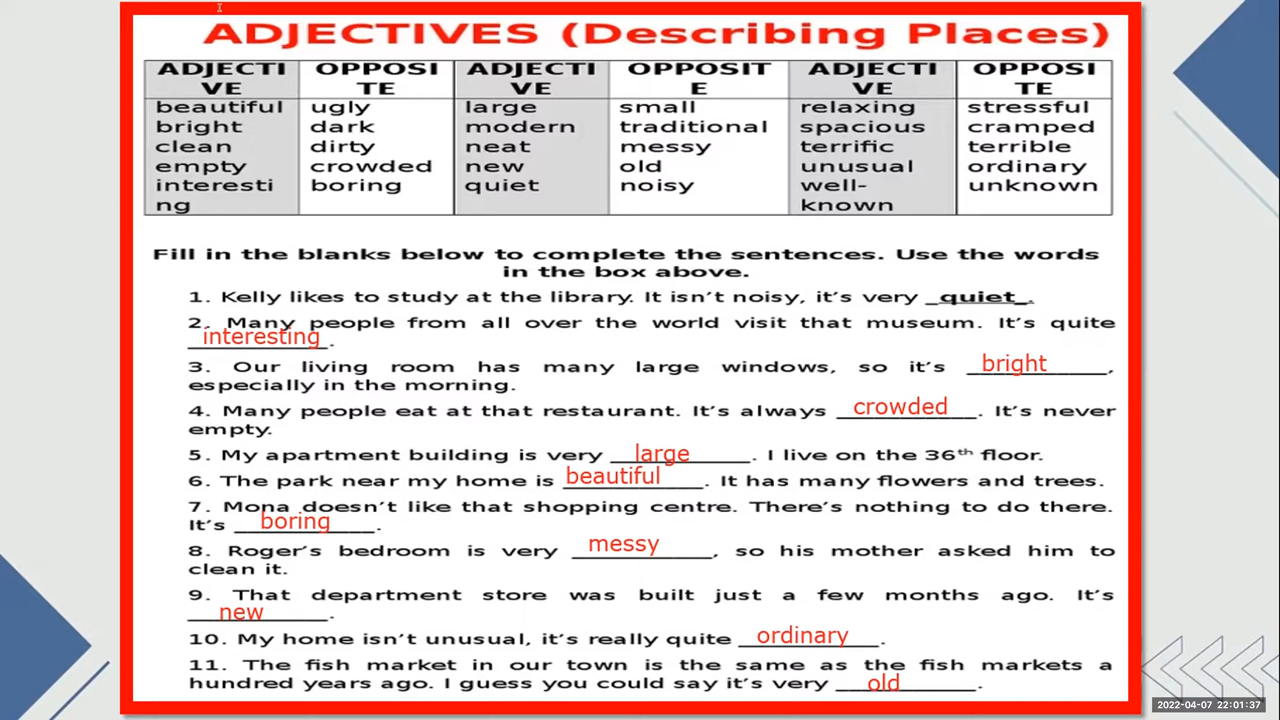 ADJECTIVES (Describing Places)
ADJECTI OPPOSI ADJECTI OPPOSIT ADJECTI OPPOSI
VE TE VE E VE TE
beautiful ugly large small relaxing stressful
bright dark modern traditional spacious cramped
clean dirty neat messy terrific terrible
empty crowded new old unusual ordinary
interesti boring quiet noisy well- unknown
ng known
Fill in the blanks below to complete the sentences. Use the words
in the box above.
1. Kelly likes to study at the library. It isn't noisy, it's very _quiet_.
2. Many people from all over the world visit that museum. It's quite
interesting.
3. Our living room has many large windows, so it's bright,
especially in the morning.
4. Many people eat at that restaurant. It's always crowded. It's never
empty.
5. My apartment building is very large. I live on the 36th floor.
6. The park near my home is beautiful. It has many flowers and trees.
7. Mona doesn't like that shopping centre. There's nothing to do there.
It's boring.
8. Roger's bedroom is very messy, so his mother asked him to
clean it.
9. That department store was built just a few months ago. It's
new.
10. My home isn't unusual, it's really quite ordinary.
11. The fish market in our town is the same as the fish markets a
hundred years ago. I guess you could say it's very old.
2022-04-07 22:01:37